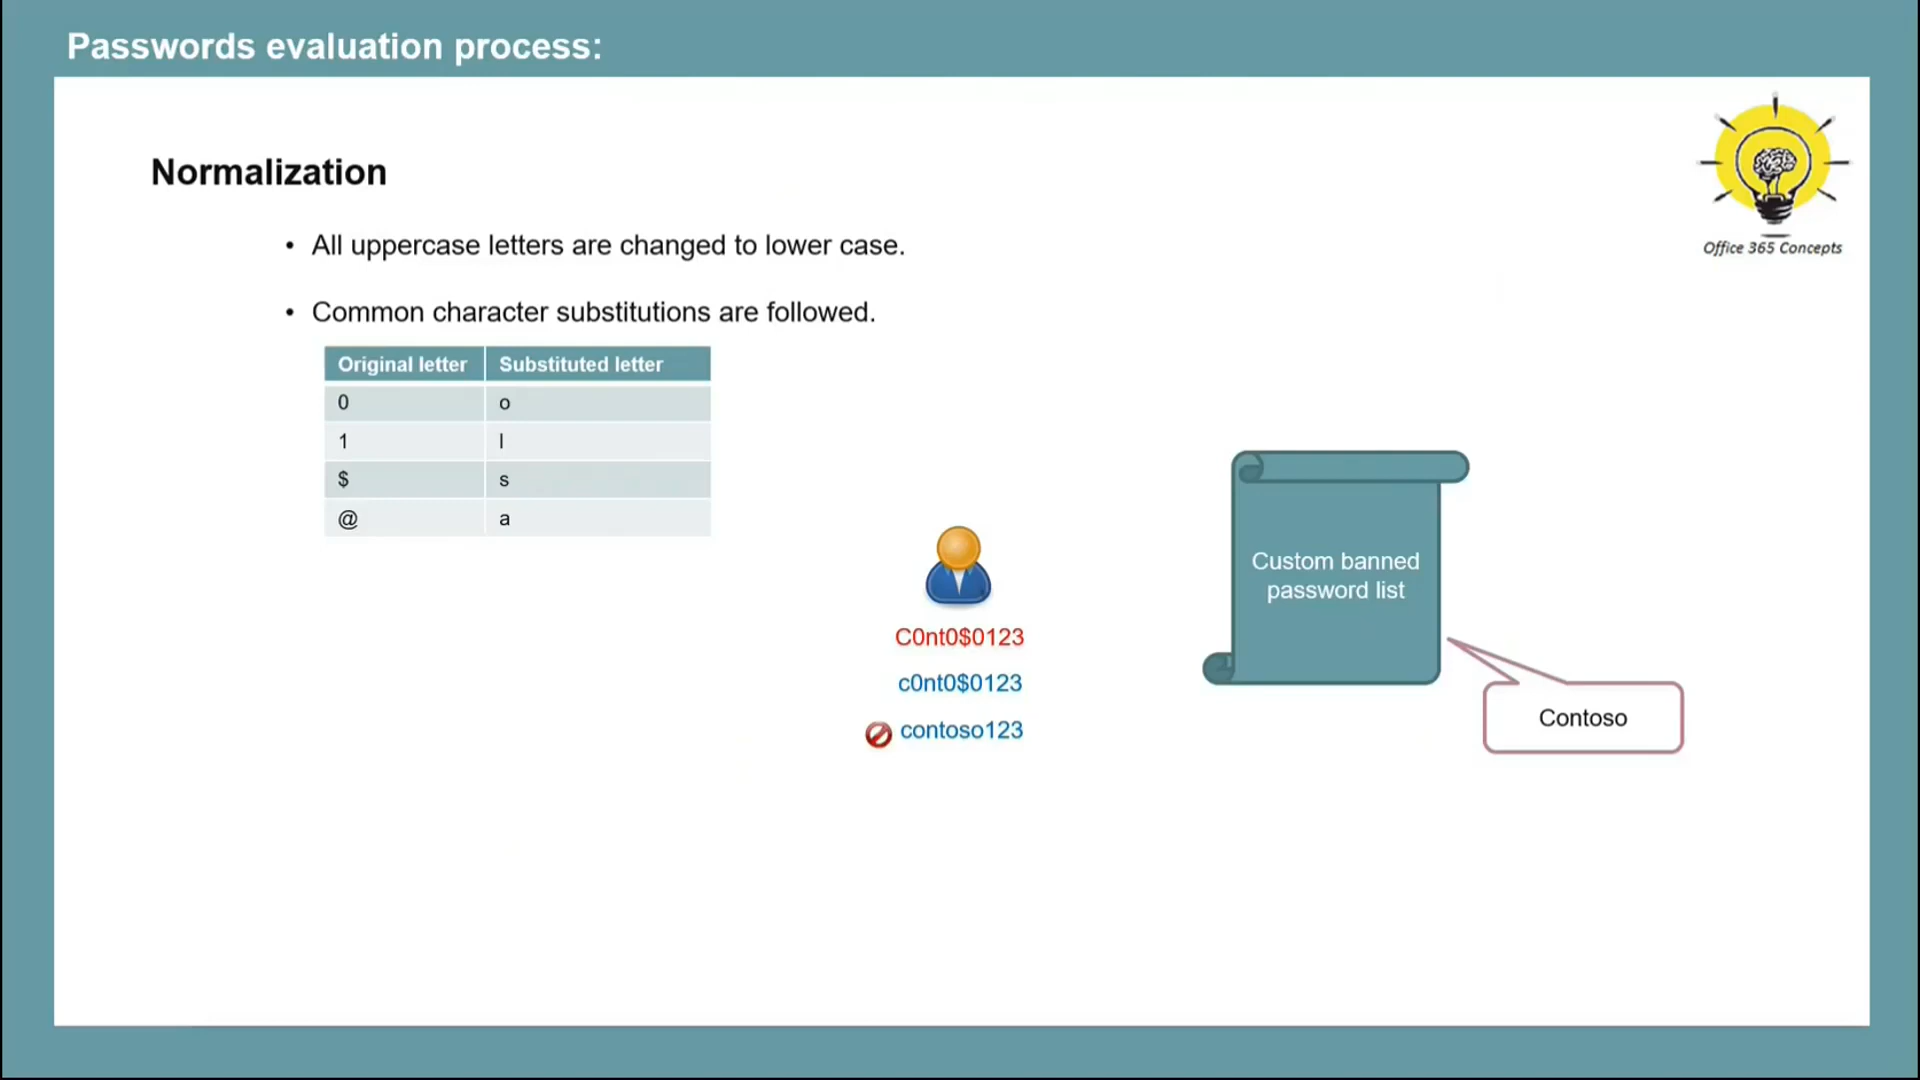 Passwords evaluation process:
Normalization
Office 365 Concepts
• All uppercase letters are changed to lower case.
• Common character substitutions are followed.
Original letter Substituted letter
0 o
1 l
$ s
@ a
C0nt0$0123
c0nt0$0123
contoso123
Custom banned
password list
Contoso